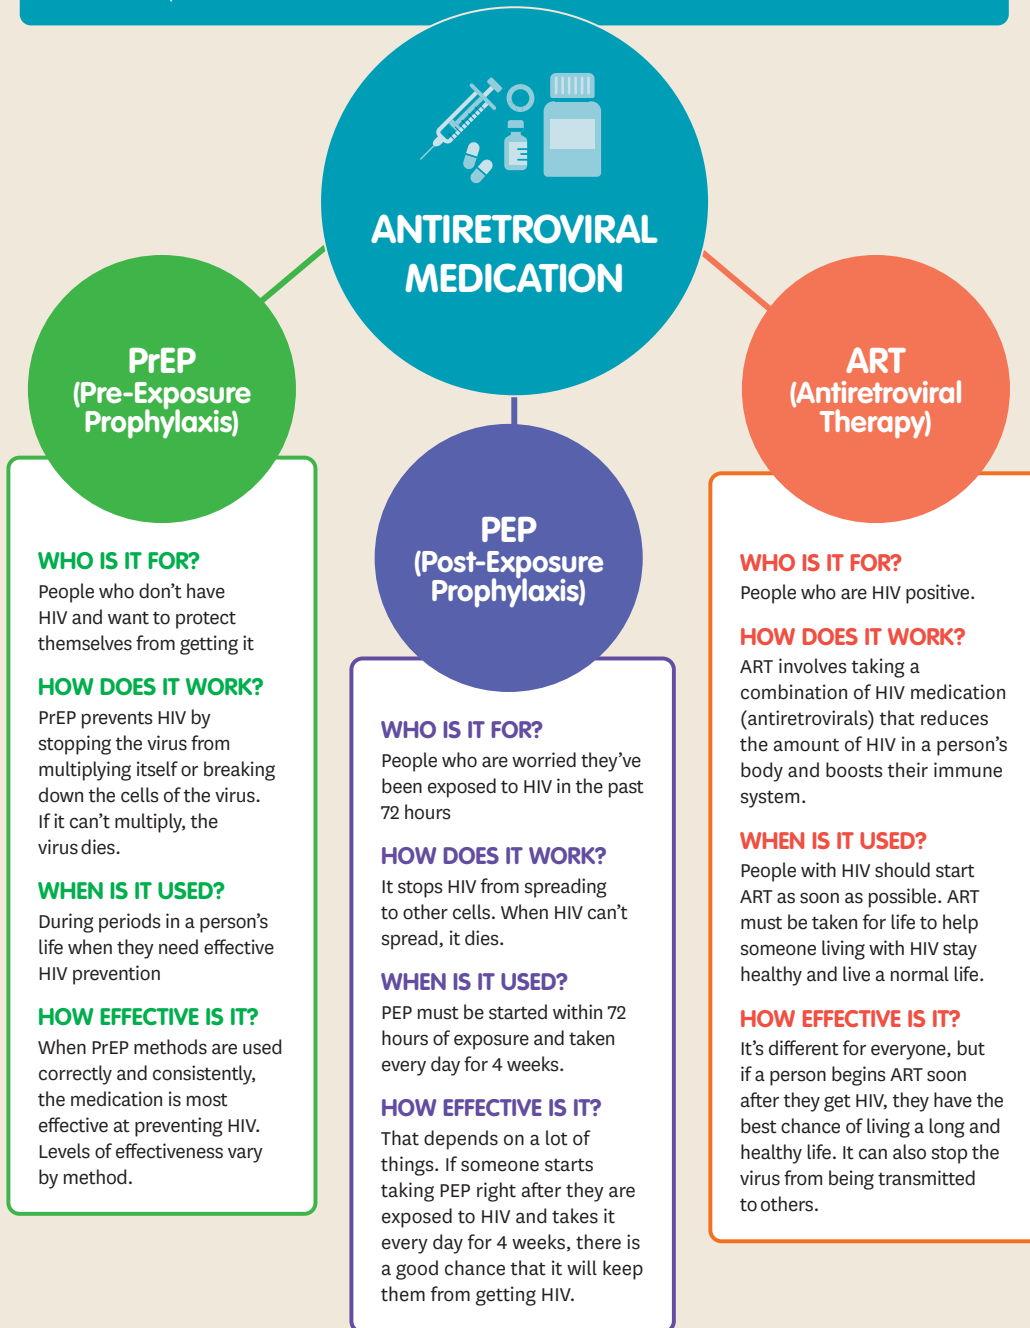 ANTIRETROVIRAL
MEDICATION
PrEP
(Pre-Exposure
Prophylaxis)
WHO IS IT FOR?
People who don't have
HIV and want to protect
themselves from getting it
HOW DOES IT WORK?
PrEP prevents HIV by
stopping the virus from
multiplying itself or breaking
down the cells of the virus.
If it can't multiply, the
virus dies.
WHEN IS IT USED?
During periods in a person's
life when they need effective
HIV prevention
HOW EFFECTIVE IS IT?
When PrEP methods are used
correctly and consistently,
the medication is most
effective at preventing HIV.
Levels of effectiveness vary
by method.
PEP
(Post-Exposure
Prophylaxis)
WHO IS IT FOR?
People who are worried they've
been exposed to HIV in the past
72 hours
HOW DOES IT WORK?
It stops HIV from spreading
to other cells. When HIV can't
spread, it dies.
WHEN IS IT USED?
PEP must be started within 72
hours of exposure and taken
every day for 4 weeks.
HOW EFFECTIVE IS IT?
That depends on a lot of
things. If someone starts
taking PEP right after they are
exposed to HIV and takes it
every day for 4 weeks, there is
a good chance that it will keep
them from getting HIV.
ART
(Antiretroviral
Therapy)
WHO IS IT FOR?
People who are HIV positive.
HOW DOES IT WORK?
ART involves taking a
combination of HIV medication
(antiretrovirals) that reduces
the amount of HIV in a person's
body and boosts their immune
system.
WHEN IS IT USED?
People with HIV should start
ART as soon as possible. ART
must be taken for life to help
someone living with HIV stay
healthy and live a normal life.
HOW EFFECTIVE IS IT?
It's different for everyone, but
if a person begins ART soon
after they get HIV, they have the
best chance of living a long and
healthy life. It can also stop the
virus from being transmitted
to others.